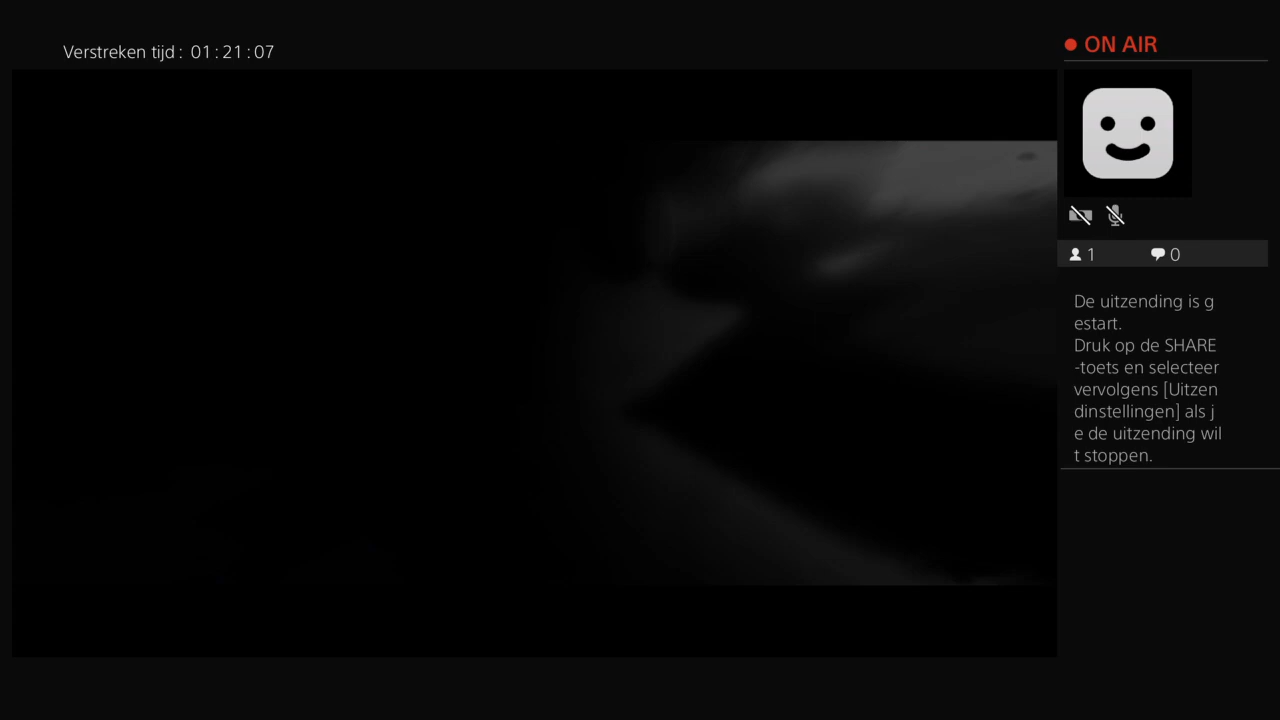 Verstreken tijd: 01:21:07
ON AIR
1 0
De uitzending is g
estart.
Druk op de SHARE
-toets en selecteer
vervolgens [Uitzen
dinstellingen] als j
e de uitzending wil
t stoppen.